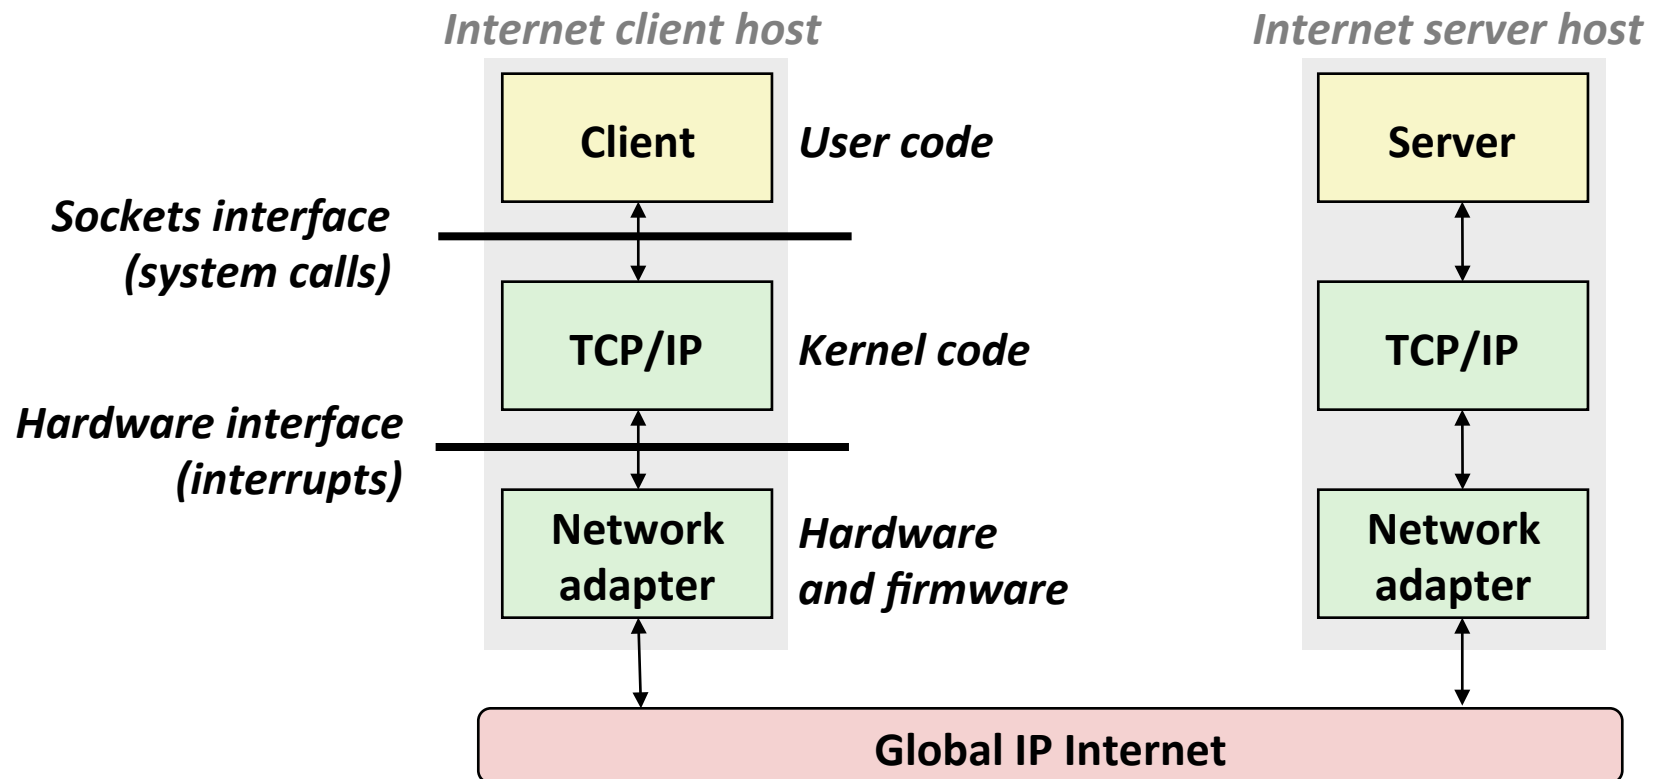 Internet client host
Internet server host
Client
User code
Server
Sockets interface
(system calls)
TCP/IP
Kernel code
TCP/IP
Hardware interface
(interrupts)
Network
adapter
Hardware
and firmware
Network
adapter
Global IP Internet